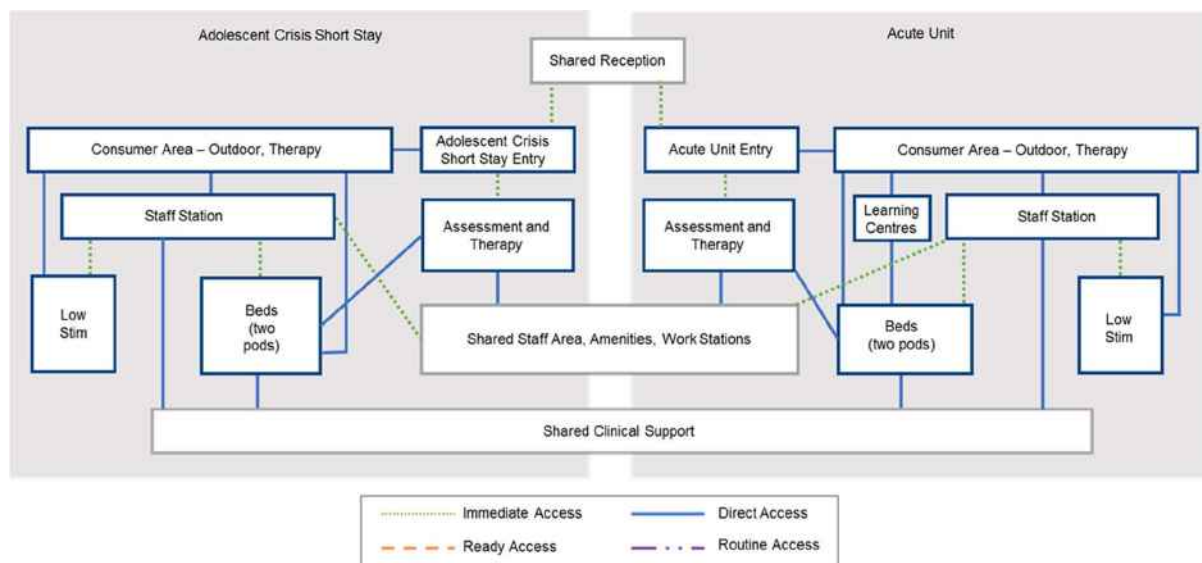 Adolescent Crisis Short Stay
Acute Unit
Shared Reception
Consumer Area – Outdoor, Therapy
Adolescent Crisis
Short Stay Entry
Acute Unit Entry
Consumer Area – Outdoor, Therapy
Staff Station
Assessment and
Therapy
Assessment and
Therapy
Learning
Centres
Staff Station
Low
Stim
Beds
(two
pods)
Shared Staff Area, Amenities, Work Stations
Beds
(two pods)
Low
Stim
Shared Clinical Support
Immediate Access
Direct Access
Ready Access
Routine Access